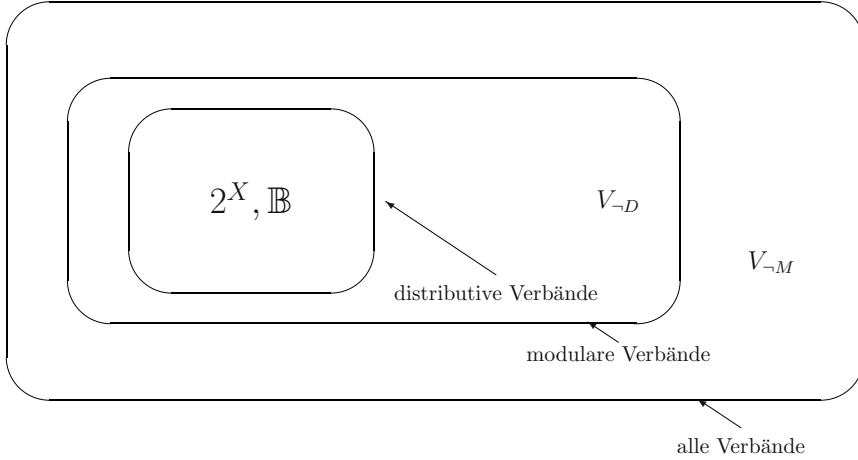 2^X, 𝔹
V_{¬D}
V_{¬M}
distributive Verbände
modulare Verbände
alle Verbände